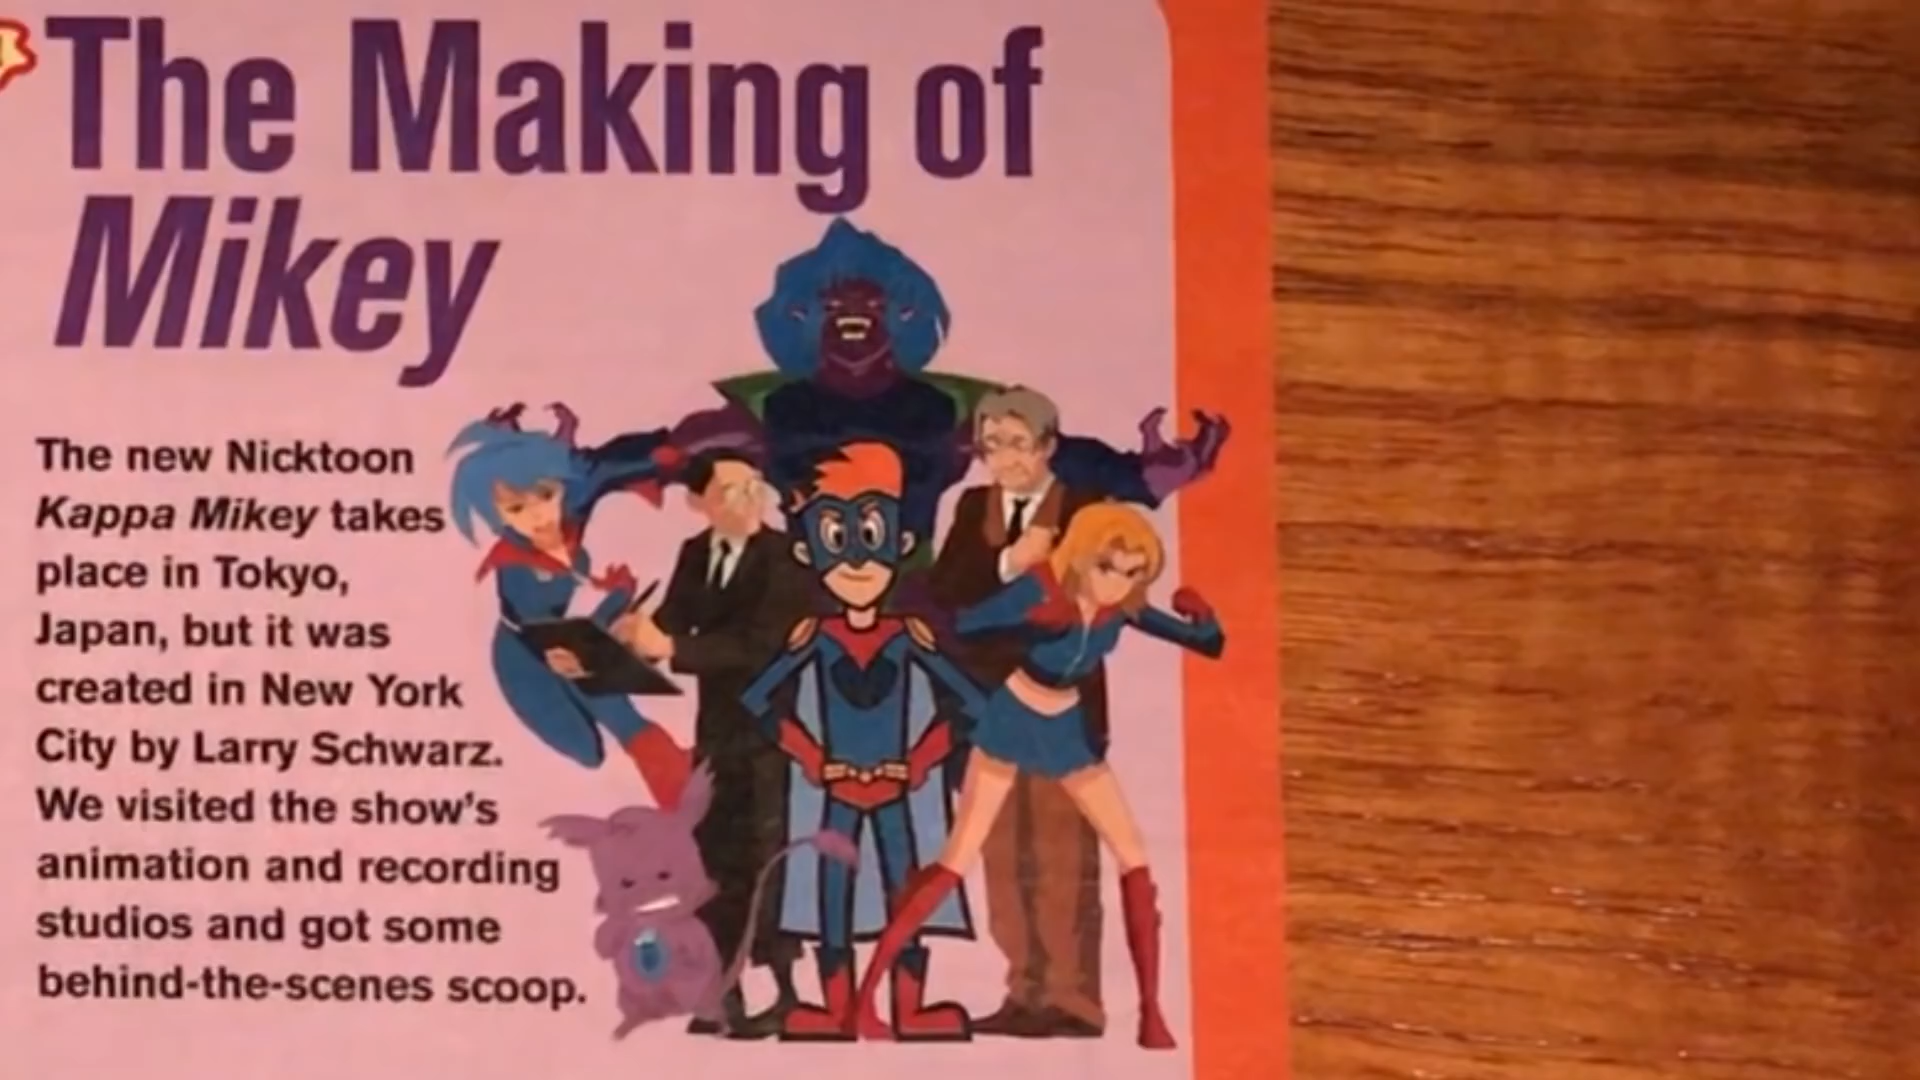 The Making of
Mikey
The new Nicktoon
Kappa Mikey takes
place in Tokyo,
Japan, but it was
created in New York
City by Larry Schwarz.
We visited the show's
animation and recording
studios and got some
behind-the-scenes scoop.